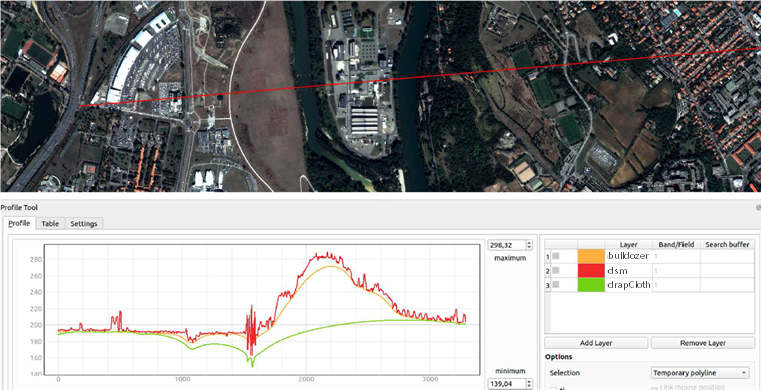 Profile Tool
Profile Table Settings
298,32
maximum
280
260
240
220
200
180
160
140
0 1000 2000 3000
minimum
139,04
Layer Band/Field Search buffer
1 bulldozer 1
2 dsm 1
3 drapCloth 1
Add Layer Remove Layer
Options
Selection Temporary polyline
Link mouse position